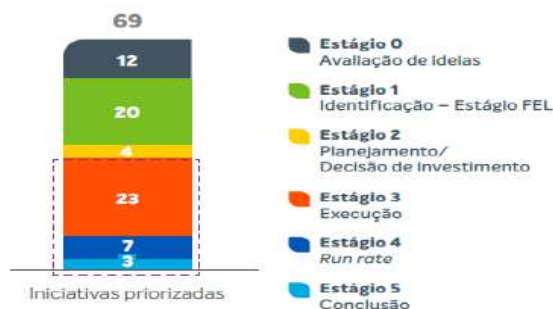 69
12
20
4
23
7
3
Iniciativas priorizadas
Estágio 0
Avaliação de ideias
Estágio 1
Identificação – Estágio FEL
Estágio 2
Planejamento/
Decisão de investimento
Estágio 3
Execução
Estágio 4
Run rate
Estágio 5
Conclusão